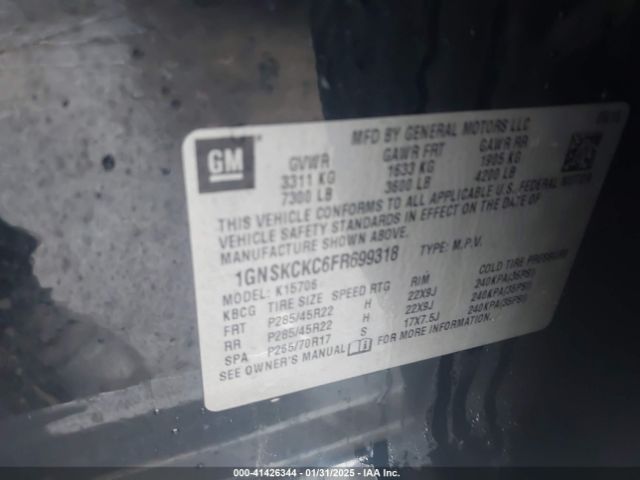 GM
MFD BY GENERAL MOTORS LLC
GVWR GAWR FRT GAWR RR
3311 KG 1633 KG 1905 KG
7300 LB 3600 LB 4200 LB
THIS VEHICLE CONFORMS TO ALL APPLICABLE U.S. FEDERAL MOTOR
VEHICLE SAFETY STANDARDS IN EFFECT ON THE DATE OF
MANUFACTURE SHOWN ABOVE.
1GNSKCKC6FR699318 TYPE: M.P.V.
MODEL: K15706
KBCG TIRE SIZE SPEED RTG RIM COLD TIRE PRESSURE
FRT P285/45R22 H 22X9J 240KPA(35PSI)
RR P285/45R22 H 22X9J 240KPA(35PSI)
SPA P265/70R17 S 17X7.5J 240KPA(35PSI)
SEE OWNER'S MANUAL FOR MORE INFORMATION.
000-41426344 / 01/31/2025 / IAAI.com